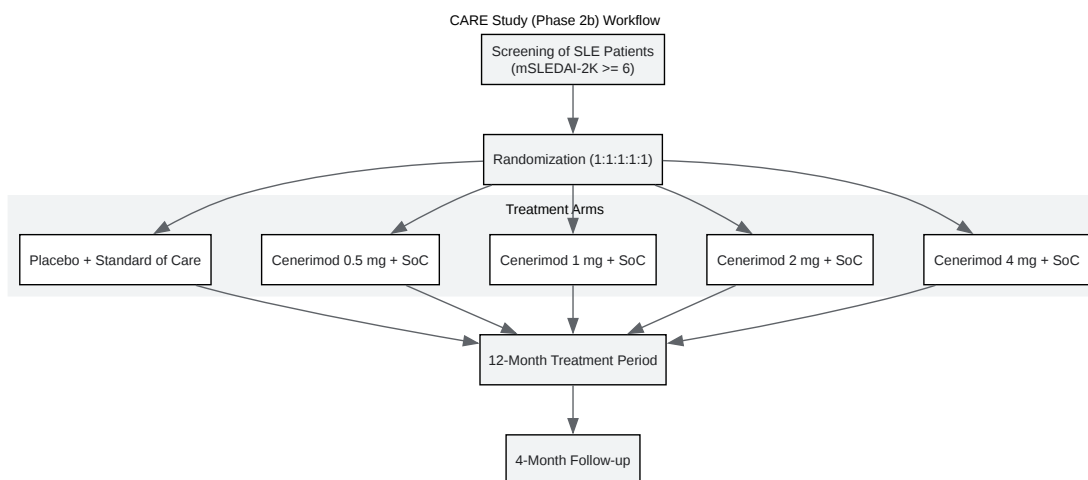 CARE Study (Phase 2b) Workflow
Screening of SLE Patients
(mSLEDAI-2K >= 6)
Randomization (1:1:1:1:1)
Treatment Arms
Placebo + Standard of Care
Cenerimod 0.5 mg + SoC
Cenerimod 1 mg + SoC
Cenerimod 2 mg + SoC
Cenerimod 4 mg + SoC
12-Month Treatment Period
4-Month Follow-up